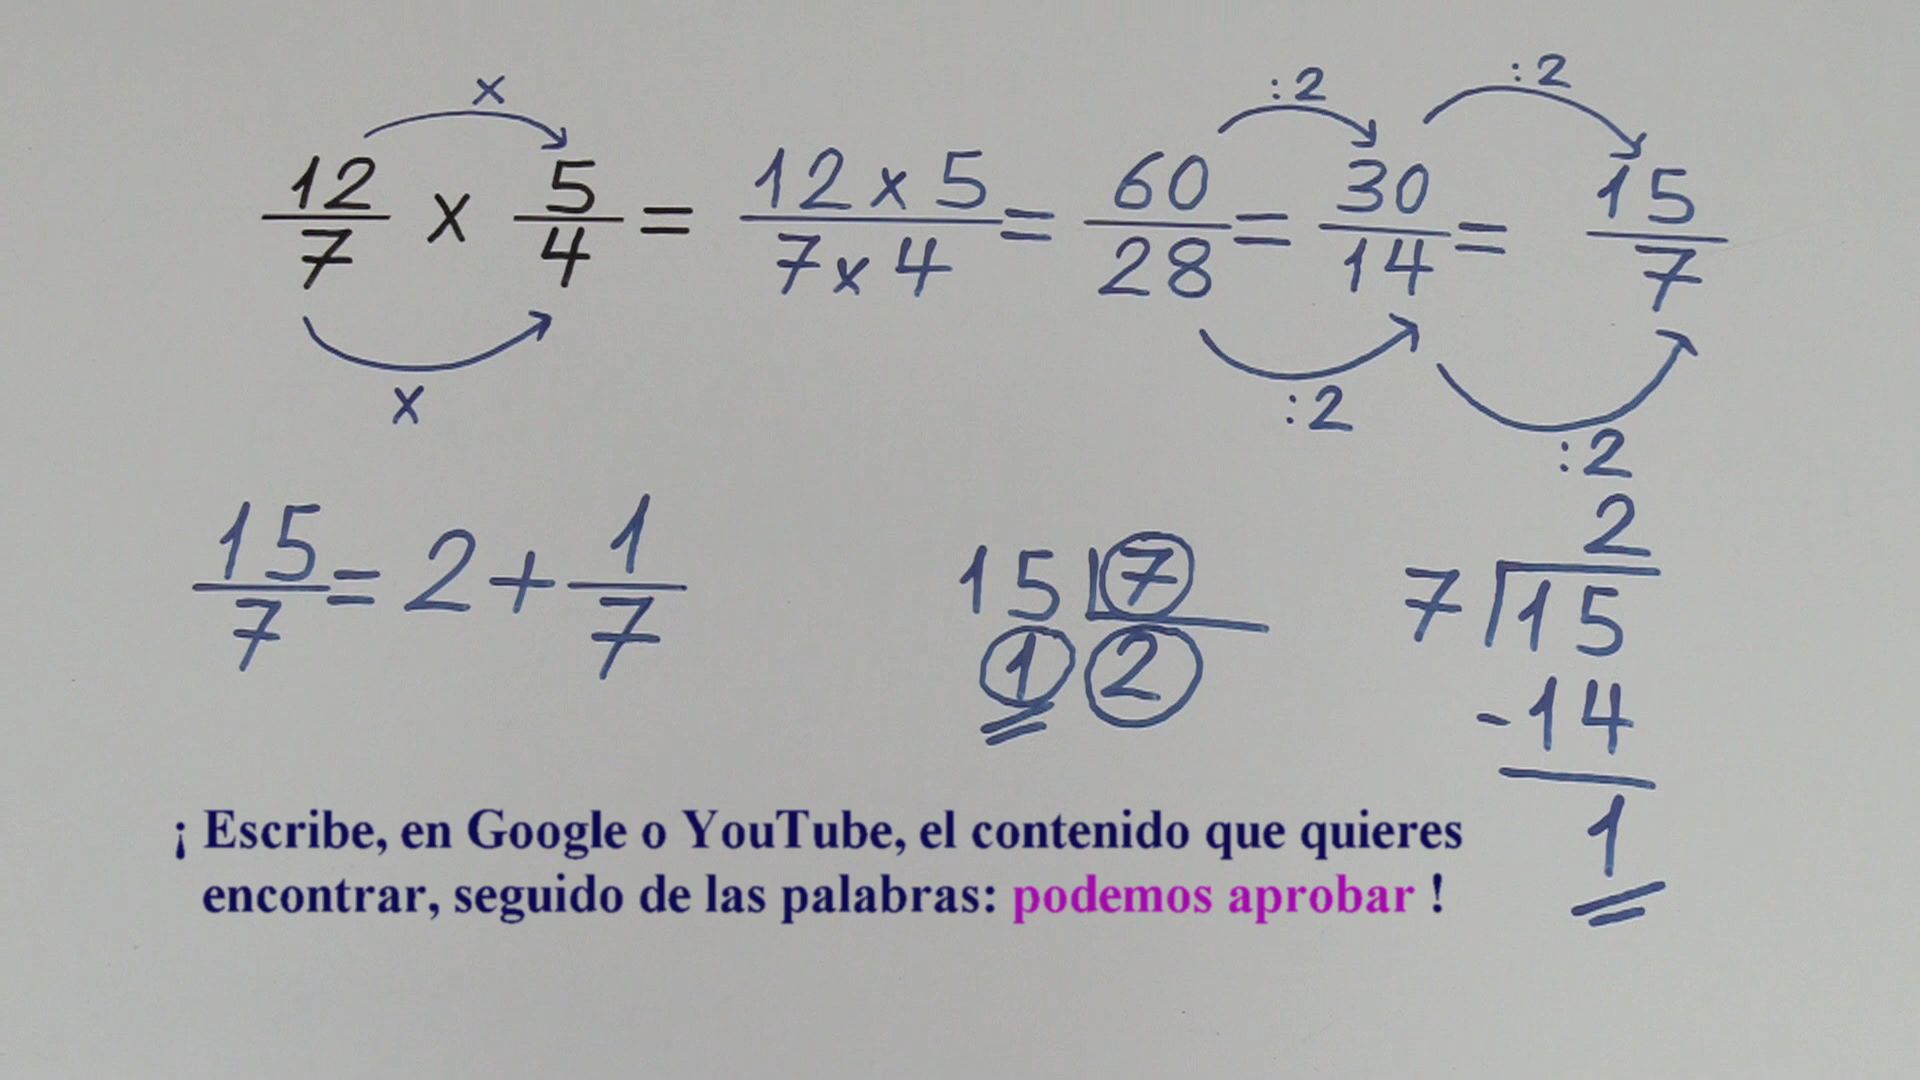 x :2 :2
12/7 x 5/4 = 12 x 5/7 x 4 = 60/28 = 30/14 = 15/7
x :2 :2
15/7 = 2 + 1/7
15 7
1 2
2
7 15
-14
1
¡ Escribe, en Google o YouTube, el contenido que quieres
encontrar, seguido de las palabras: podemos aprobar !